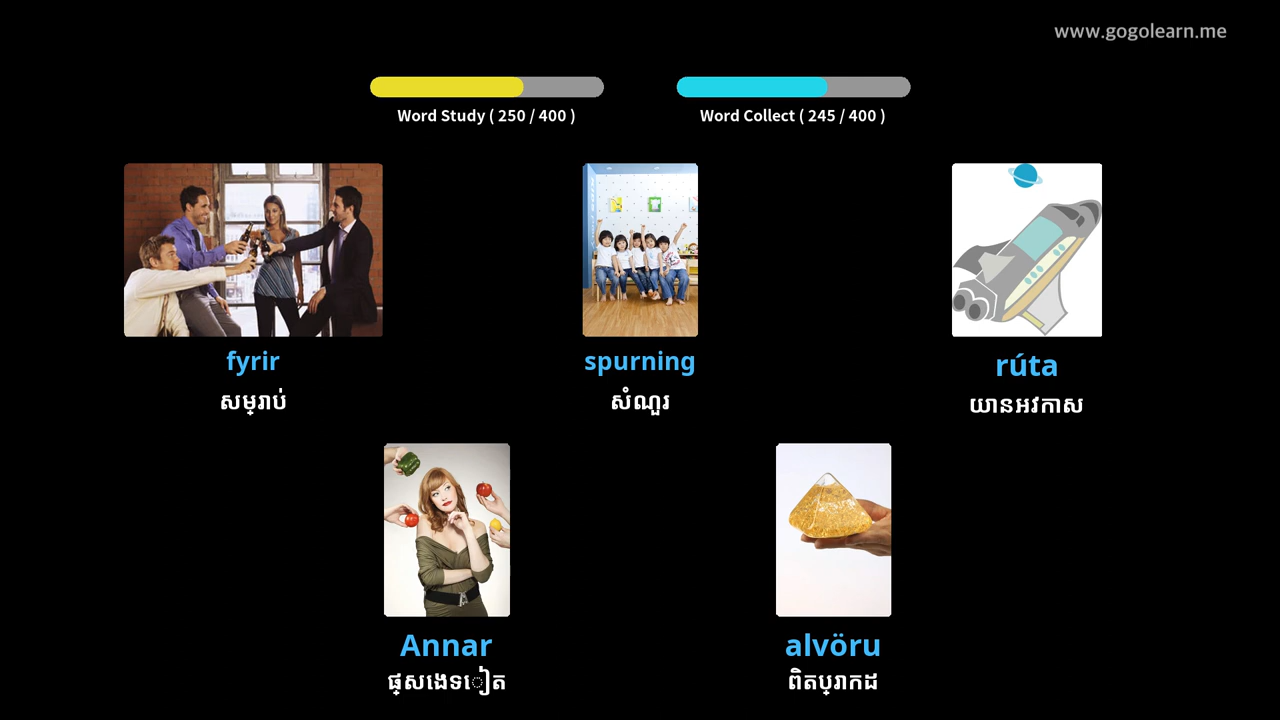 www.gogolearn.me
Word Study ( 250 / 400 )
Word Collect ( 245 / 400 )
fyrir
សម្រាប់
spurning
សំណួរ
rúta
យានអវកាស
Annar
ផ្សេងទៀត
alvöru
ពិតប្រាកដ